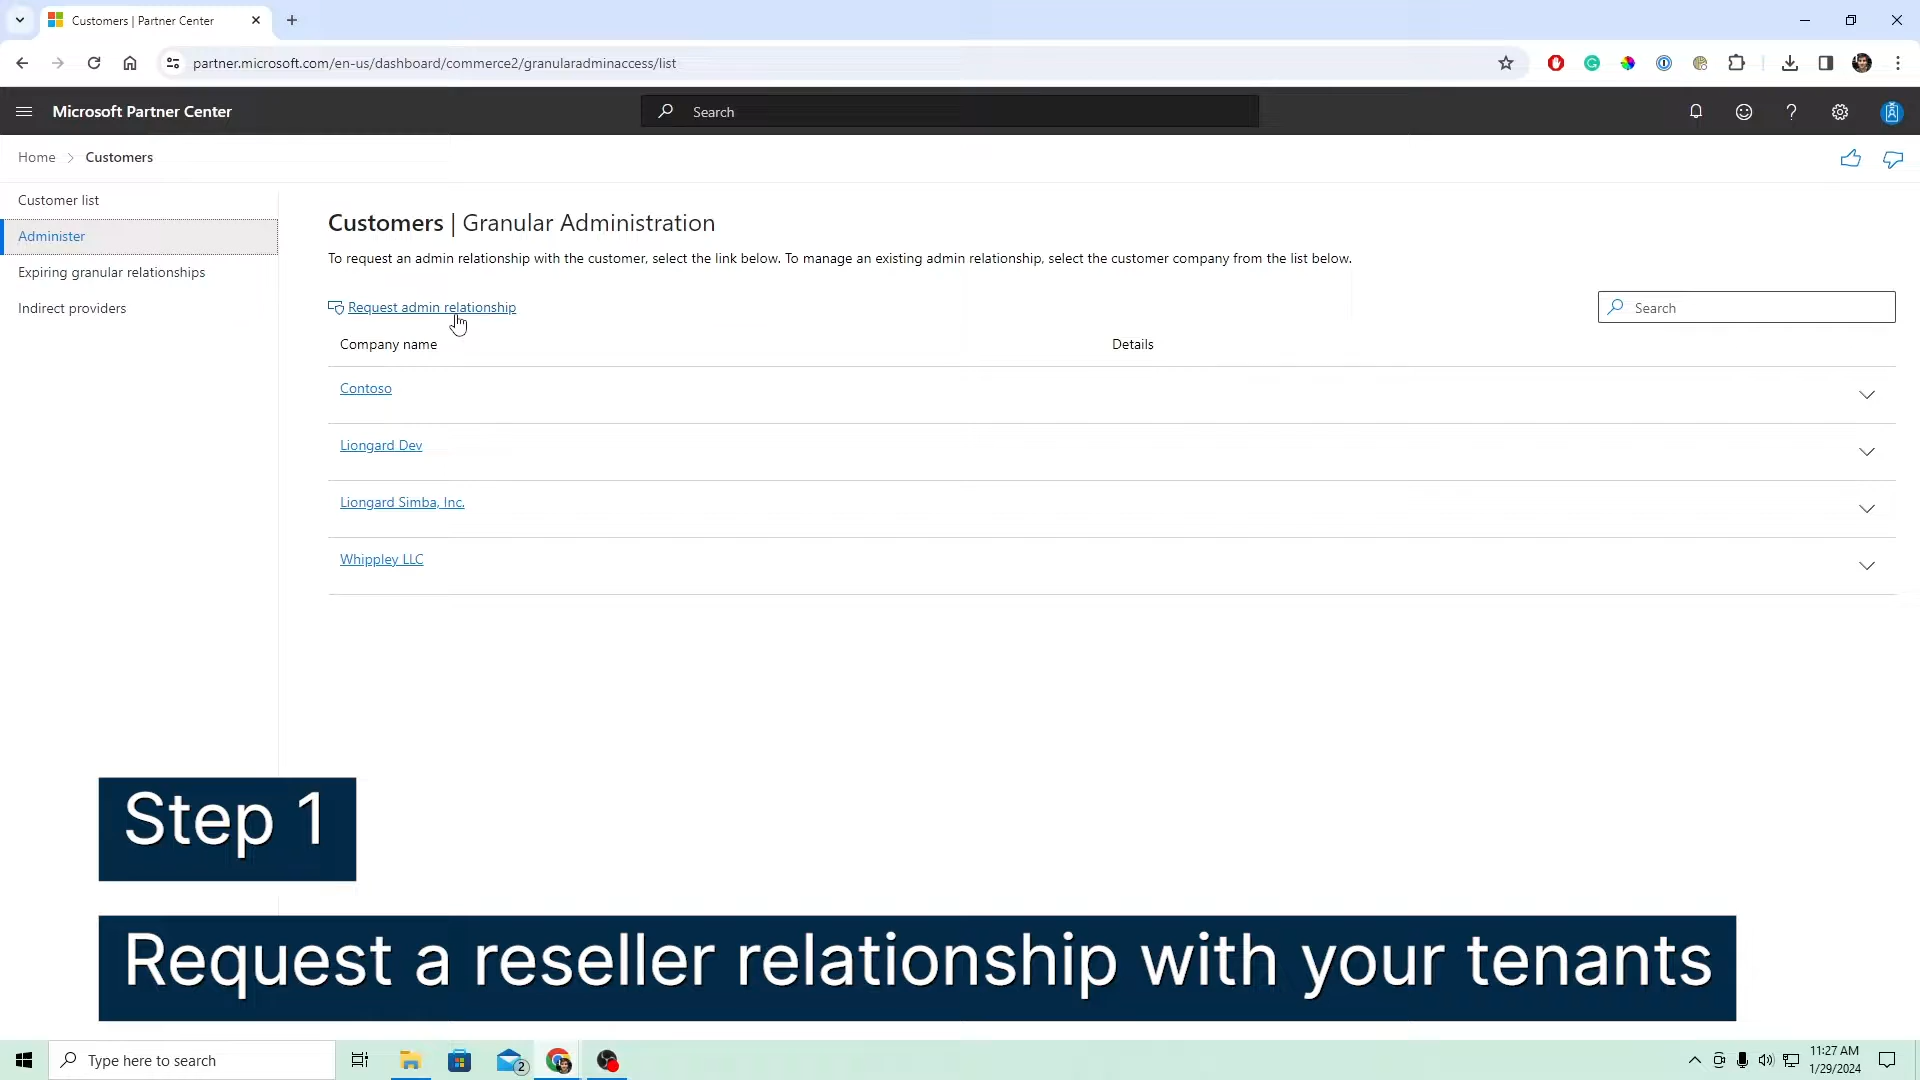 Customers | Partner Center
partner.microsoft.com/en-us/dashboard/commerce2/granularadminaccess/list
Microsoft Partner Center
Search
Home > Customers
Customer list
Administer
Expiring granular relationships
Indirect providers
Customers | Granular Administration
To request an admin relationship with the customer, select the link below. To manage an existing admin relationship, select the customer company from the list below.
Request admin relationship
Search
Company name Details
Contoso
Liongard Dev
Liongard Simba, Inc.
Whippley LLC
Step 1
Request a reseller relationship with your tenants
Type here to search
2
11:27 AM
1/29/2024